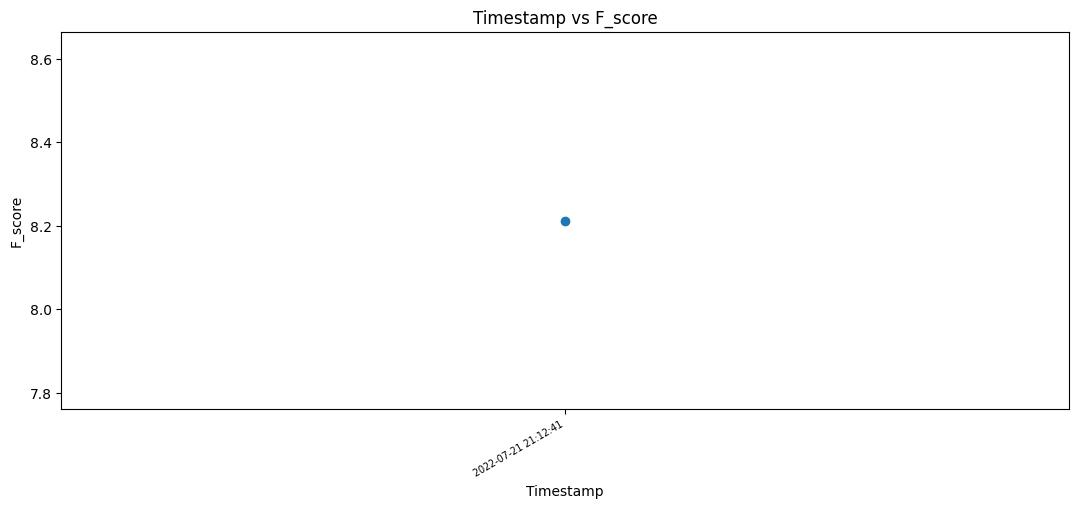 Timestamp vs F_score
8.6
8.4
8.2
8.0
7.8
F_score
2022-07-21 21:12:41
Timestamp